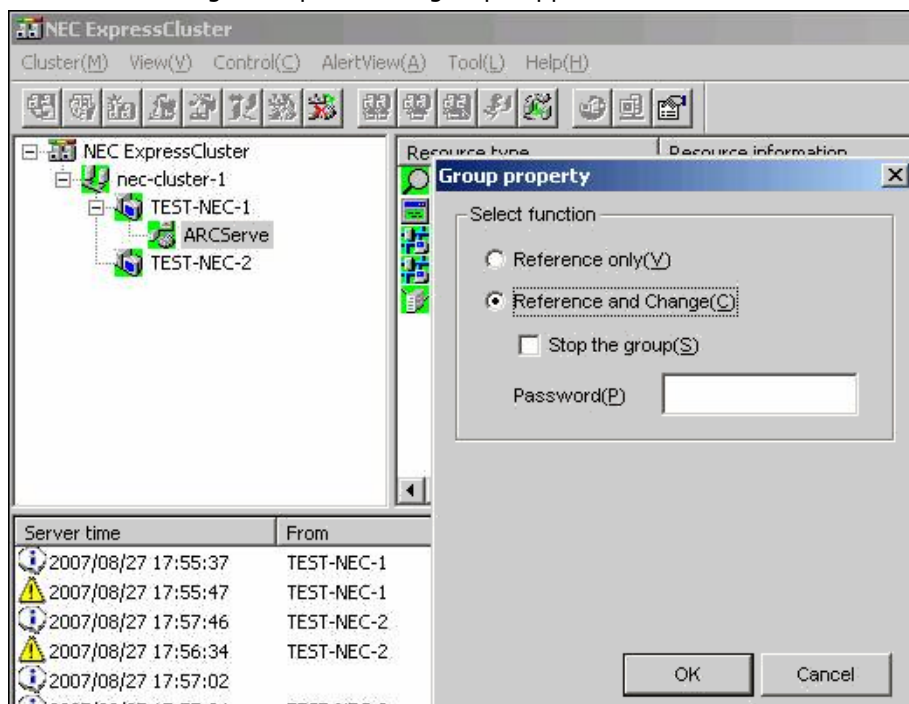 NEC ExpressCluster
Cluster(M) View(V) Control(C) AlertView(A) Tool(L) Help(H)
NEC ExpressCluster
nec-cluster-1
TEST-NEC-1
ARCServe
TEST-NEC-2
Resource type Resource information
Group property
Select function
Reference only(V)
Reference and Change(C)
Stop the group(S)
Password(P)
OK Cancel
Server time From
2007/08/27 17:55:37 TEST-NEC-1
2007/08/27 17:55:47 TEST-NEC-1
2007/08/27 17:57:46 TEST-NEC-2
2007/08/27 17:56:34 TEST-NEC-2
2007/08/27 17:57:02